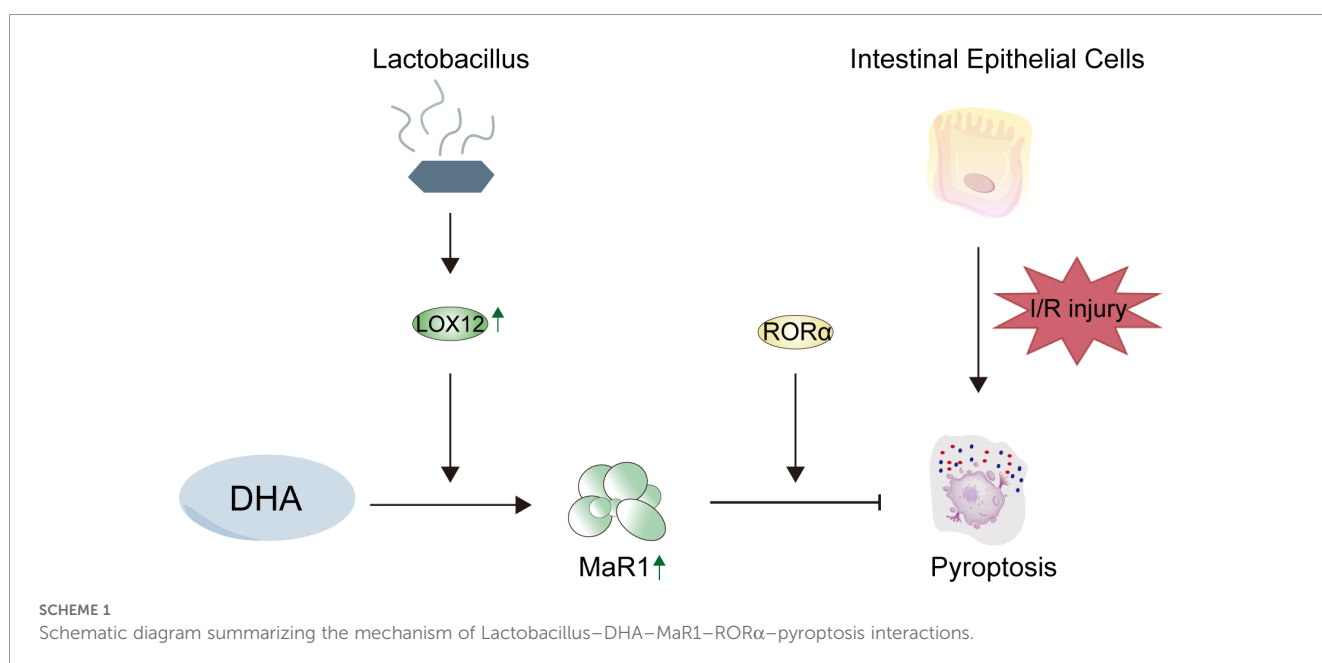 Lactobacillus
Intestinal Epithelial Cells
LOX12
RORα
I/R injury
DHA
MaR1
Pyroptosis
SCHEME 1
Schematic diagram summarizing the mechanism of Lactobacillus–DHA–MaR1–RORα–pyroptosis interactions.